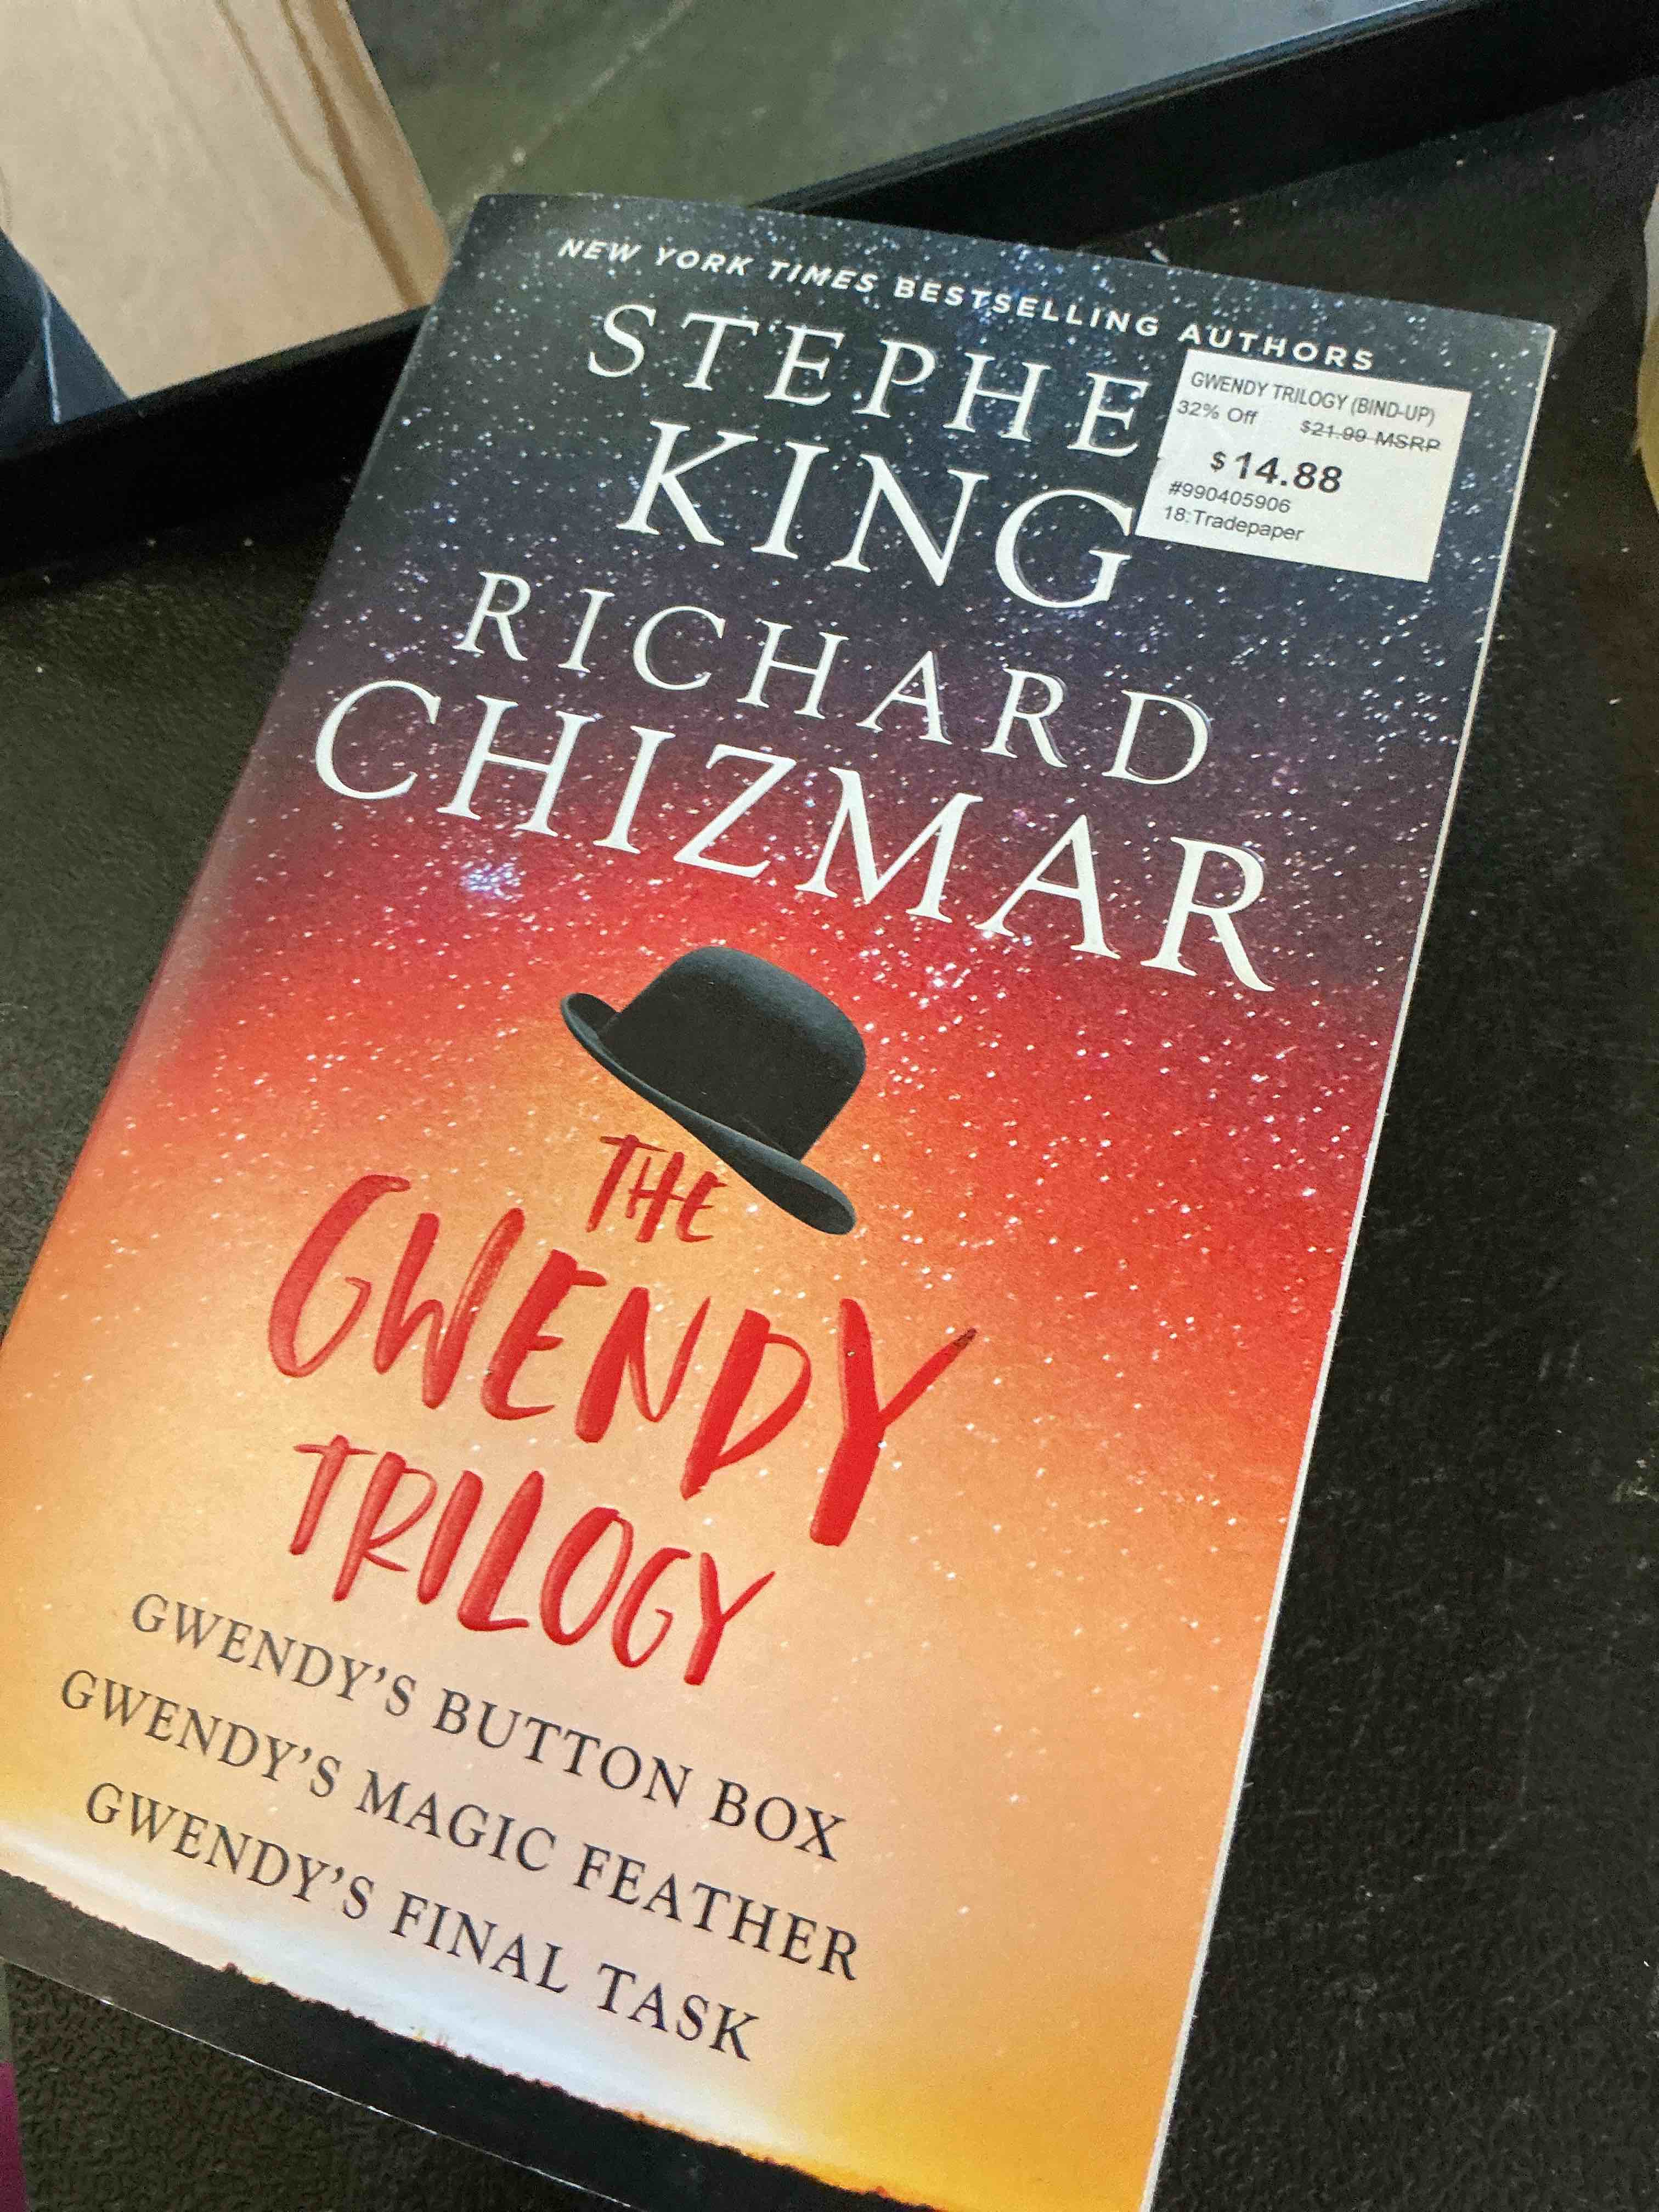 NEW YORK TIMES BESTSELLING AUTHORS
STEPHE
KING
RICHARD
CHIZMAR
GWENDY TRILOGY (BIND-UP)
32% Off $21.99 MSRP
$14.88
#990405906
18:Tradepaper
THE
GWENDY
TRILOGY
GWENDY'S BUTTON BOX
GWENDY'S MAGIC FEATHER
GWENDY'S FINAL TASK